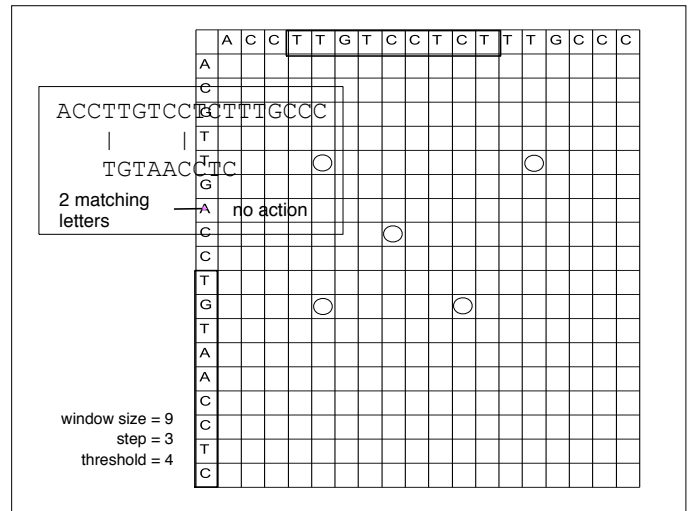 A C C T T G T C C T C T T T G C C C
A
C
G
T
T
G
A
C
C
T
G
T
A
A
C
C
T
C
ACCTTGTCCTCTTTGCCC
| |
TGTAACCTC
2 matching
letters
no action
window size = 9
step = 3
threshold = 4